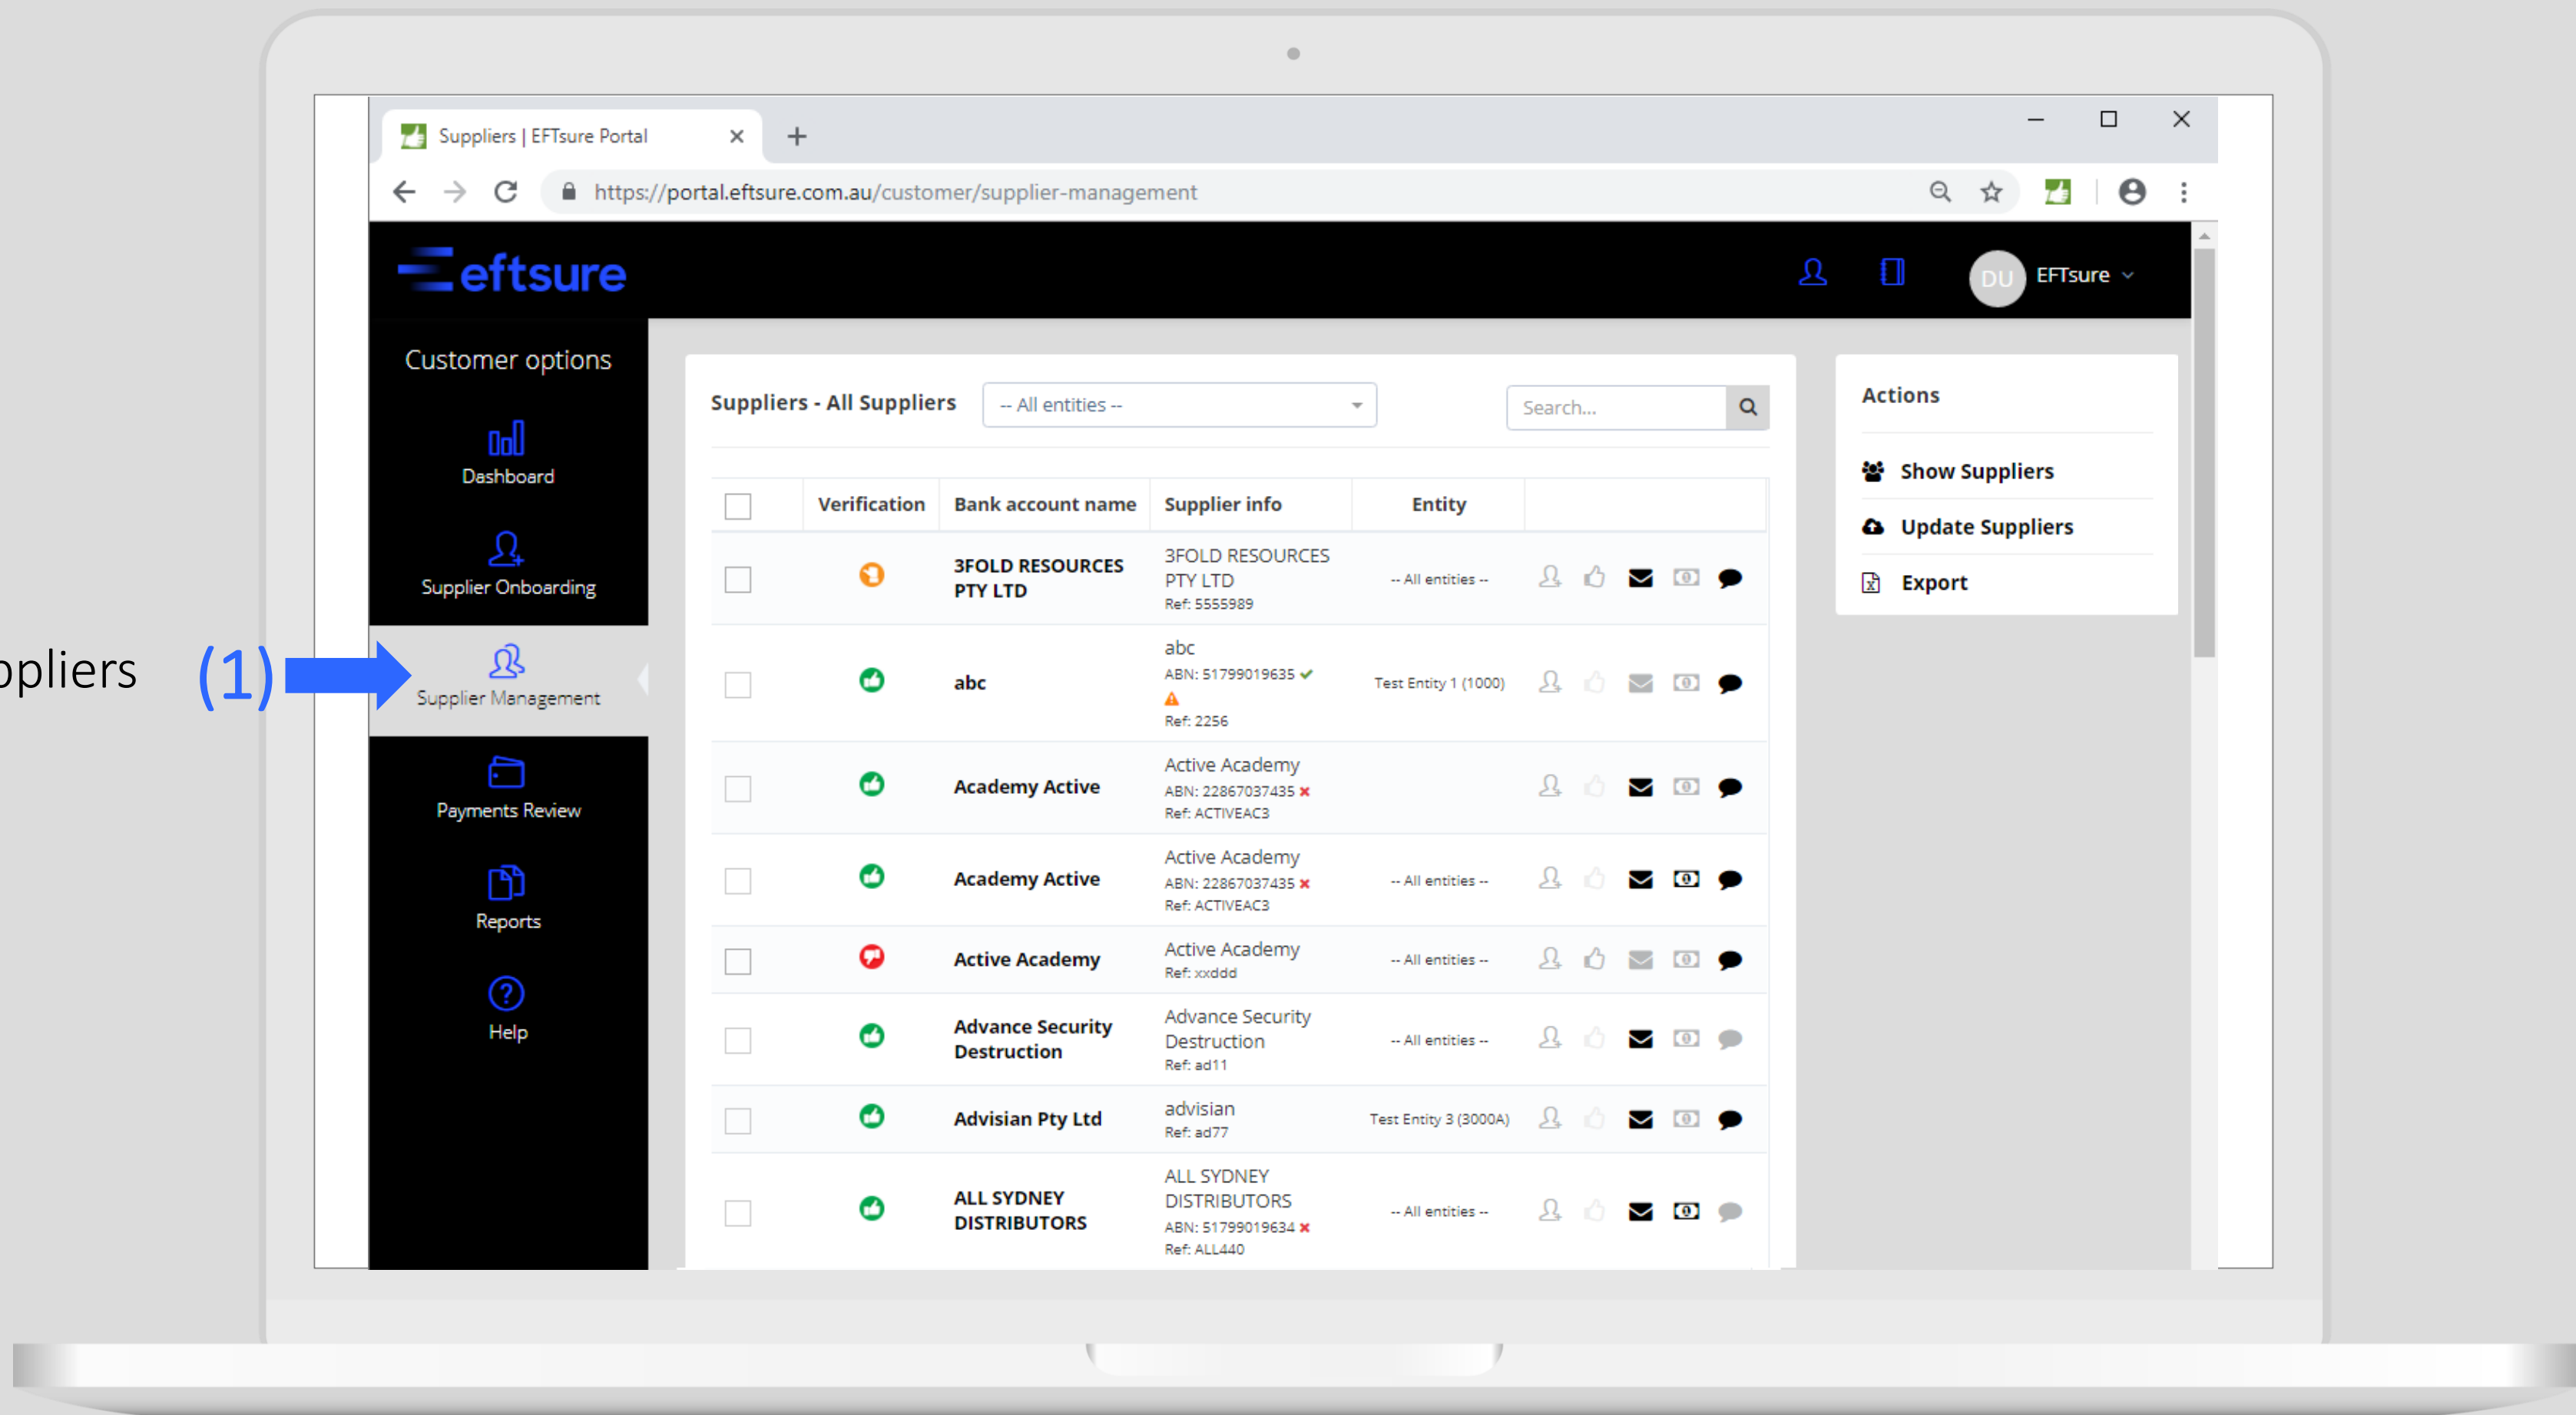 Suppliers | EFTsure Portal
https://portal.eftsure.com.au/customer/supplier-management
eftsure
DU EFTsure
Customer options
Dashboard
Supplier Onboarding
(1)
Supplier Management
Payments Review
Reports
Help
Suppliers - All Suppliers
-- All entities --
Search...
Verification Bank account name Supplier info Entity
3FOLD RESOURCES
PTY LTD
3FOLD RESOURCES
PTY LTD
Ref: 5555989
-- All entities --
abc
abc
ABN: 51799019635
Ref: 2256
Test Entity 1 (1000)
Academy Active
Active Academy
ABN: 22867037435
Ref: ACTIVEAC3
Academy Active
Active Academy
ABN: 22867037435
Ref: ACTIVEAC3
-- All entities --
Active Academy
Active Academy
Ref: xxddd
-- All entities --
Advance Security
Destruction
Advance Security
Destruction
Ref: ad11
-- All entities --
Advisian Pty Ltd
advisian
Ref: ad77
Test Entity 3 (3000A)
ALL SYDNEY
DISTRIBUTORS
ALL SYDNEY
DISTRIBUTORS
ABN: 51799019634
Ref: ALL440
-- All entities --
Actions
Show Suppliers
Update Suppliers
Export